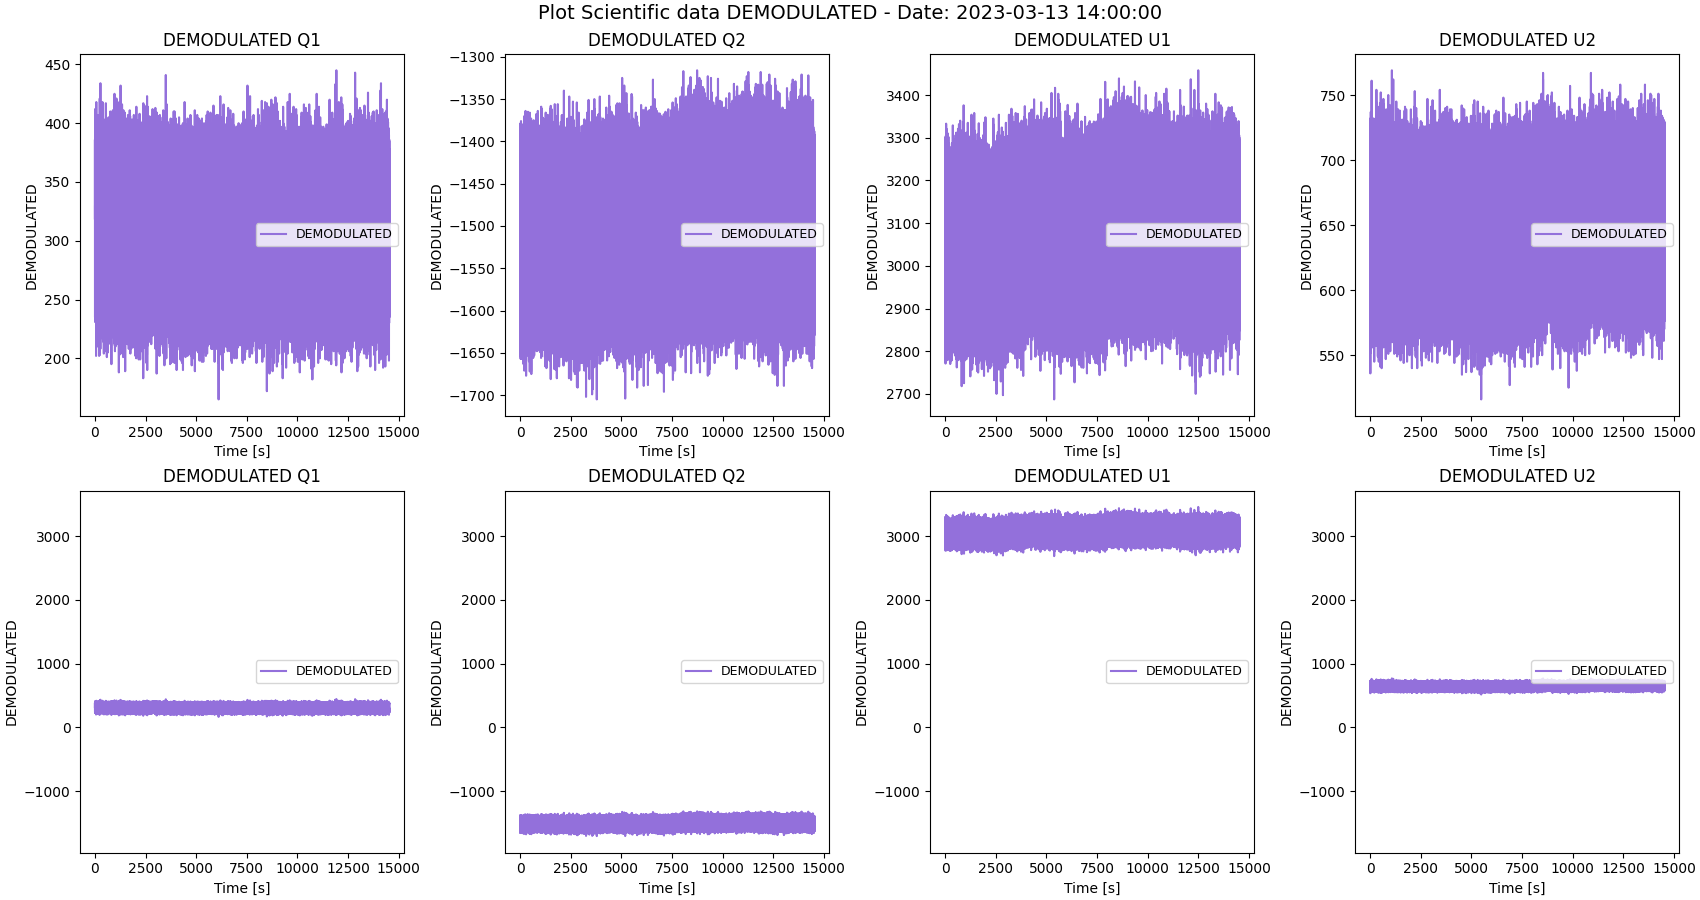 Plot Scientific data DEMODULATED - Date: 2023-03-13 14:00:00
DEMODULATED Q1
DEMODULATED
450
400
350
300
250
200
DEMODULATED
0 2500 5000 7500 10000 12500 15000
Time [s]
DEMODULATED Q2
DEMODULATED
−1300
−1350
−1400
−1450
−1500
−1550
−1600
−1650
−1700
DEMODULATED
0 2500 5000 7500 10000 12500 15000
Time [s]
DEMODULATED U1
DEMODULATED
3400
3300
3200
3100
3000
2900
2800
2700
DEMODULATED
0 2500 5000 7500 10000 12500 15000
Time [s]
DEMODULATED U2
DEMODULATED
750
700
650
600
550
DEMODULATED
0 2500 5000 7500 10000 12500 15000
Time [s]
DEMODULATED Q1
DEMODULATED
3000
2000
1000
0
−1000
DEMODULATED
0 2500 5000 7500 10000 12500 15000
Time [s]
DEMODULATED Q2
DEMODULATED
3000
2000
1000
0
−1000
DEMODULATED
0 2500 5000 7500 10000 12500 15000
Time [s]
DEMODULATED U1
DEMODULATED
3000
2000
1000
0
−1000
DEMODULATED
0 2500 5000 7500 10000 12500 15000
Time [s]
DEMODULATED U2
DEMODULATED
3000
2000
1000
0
−1000
DEMODULATED
0 2500 5000 7500 10000 12500 15000
Time [s]